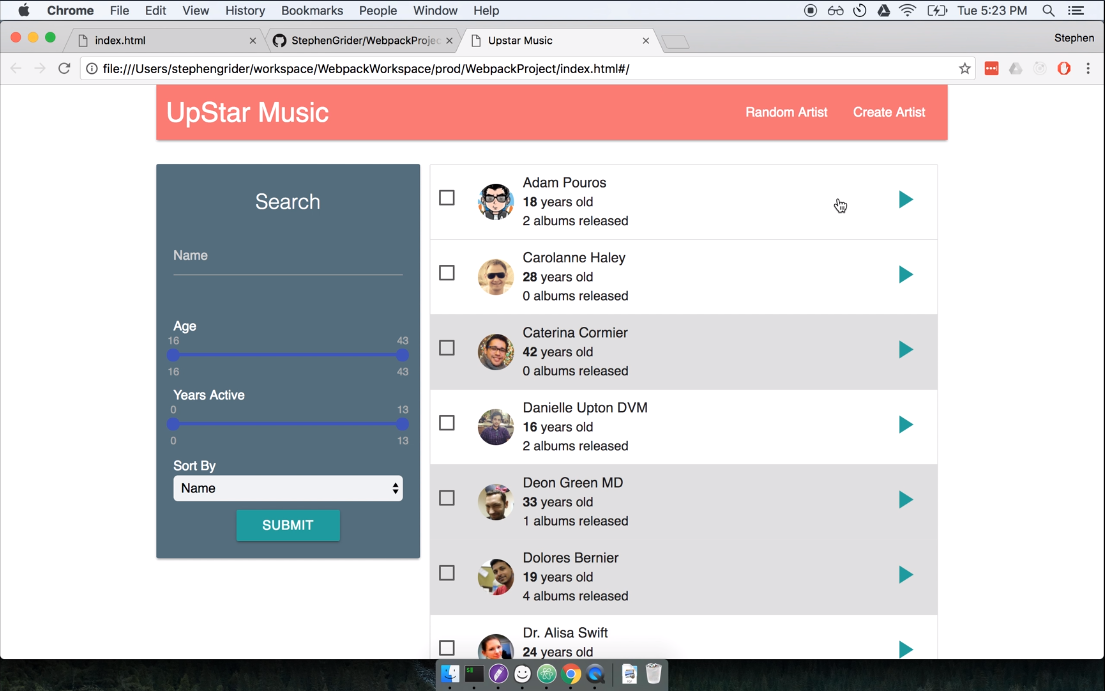 Chrome File Edit View History Bookmarks People Window Help Tue 5:23 PM
index.html StephenGrider/WebpackProje Upstar Music Stephen
file:///Users/stephengrider/workspace/WebpackWorkspace/prod/WebpackProject/index.html#/
UpStar Music Random Artist Create Artist
Search
Name
Age
16 43
16 43
Years Active
0 13
0 13
Sort By
Name
SUBMIT
Adam Pouros
18 years old
2 albums released
Carolanne Haley
28 years old
0 albums released
Caterina Cormier
42 years old
0 albums released
Danielle Upton DVM
16 years old
2 albums released
Deon Green MD
33 years old
1 albums released
Dolores Bernier
19 years old
4 albums released
Dr. Alisa Swift
24 years old